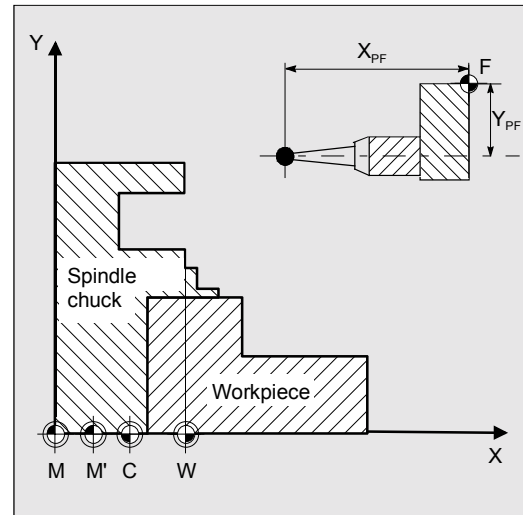 Y
X_PF
F
Y_PF
Spindle
chuck
Workpiece
M M' C W
X